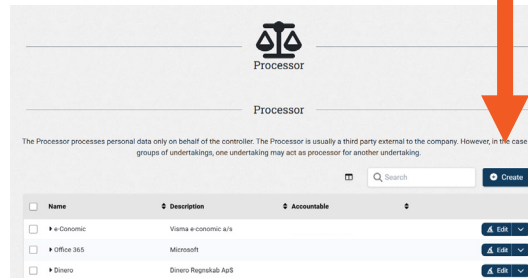 Processor
Processor
The Processor processes personal data only on behalf of the controller. The Processor is usually a third party external to the company. However, in the case
groups of undertakings, one undertaking may act as processor for another undertaking.
Search Create
Name Description Accountable
e-Conomic Visma e-conomic a/s Edit
Office 365 Microsoft Edit
Dinero Dinero Regnskab ApS Edit